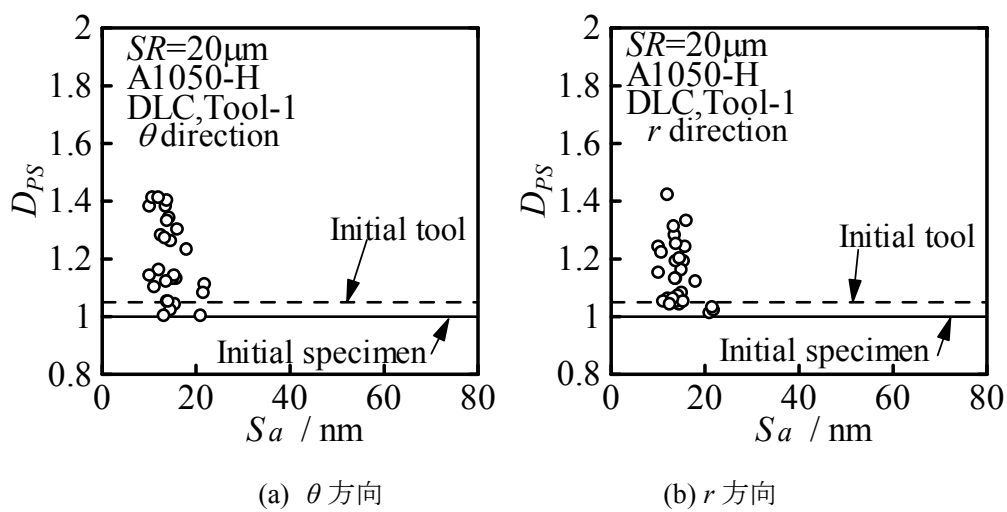 2
SR=20μm
A1050-H
DLC,Tool-1
θ direction
1.8
1.6
1.4
1.2
1
0.8
D_PS
Initial tool
Initial specimen
0 20 40 60 80
Sa / nm
(a) θ 方向
2
SR=20μm
A1050-H
DLC,Tool-1
r direction
1.8
1.6
1.4
1.2
1
0.8
D_PS
Initial tool
Initial specimen
0 20 40 60 80
Sa / nm
(b) r 方向